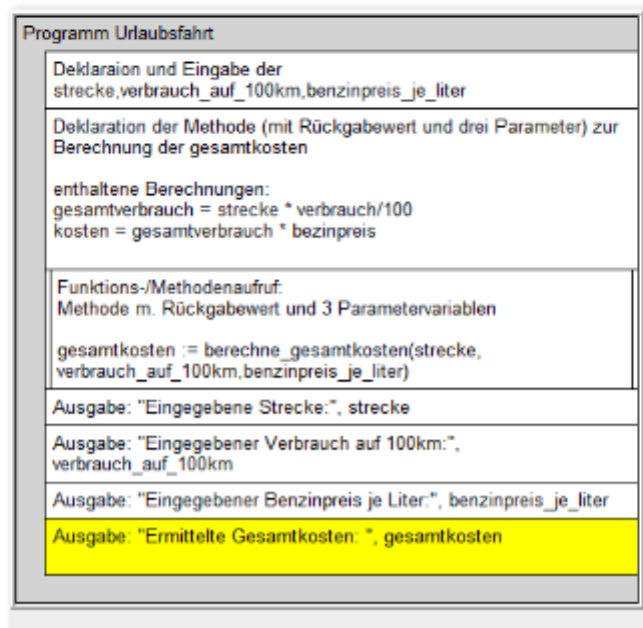 Programm Urlaubsfahrt
Deklaraion und Eingabe der
strecke,verbrauch_auf_100km,benzinpreis_je_liter
Deklaration der Methode (mit Rückgabewert und drei Parameter) zur
Berechnung der gesamtkosten
enthaltene Berechnungen:
gesamtverbrauch = strecke * verbrauch/100
kosten = gesamtverbrauch * bezinpreis
Funktions-/Methodenaufruf:
Methode m. Rückgabewert und 3 Parametervariablen
gesamtkosten := berechne_gesamtkosten(strecke,
verbrauch_auf_100km,benzinpreis_je_liter)
Ausgabe: "Eingegebene Strecke:", strecke
Ausgabe: "Eingegebener Verbrauch auf 100km:",
verbrauch_auf_100km
Ausgabe: "Eingegebener Benzinpreis je Liter:", benzinpreis_je_liter
Ausgabe: "Ermittelte Gesamtkosten: ", gesamtkosten